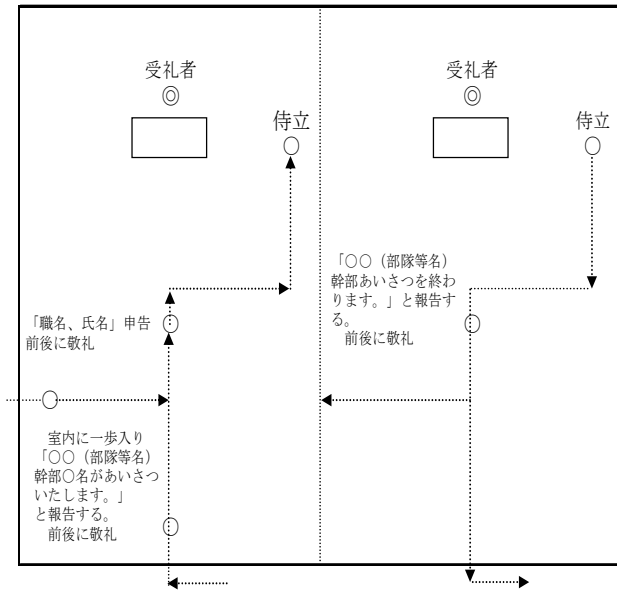 受礼者
侍立
「職名、氏名」申告
前後に敬礼
室内に一歩入り
「〇〇（部隊等名）
幹部〇名があいさつ
いたします。」
と報告する。
前後に敬礼
受礼者
侍立
「〇〇（部隊等名）
幹部あいさつを終わ
ります。」と報告す
る。
前後に敬礼